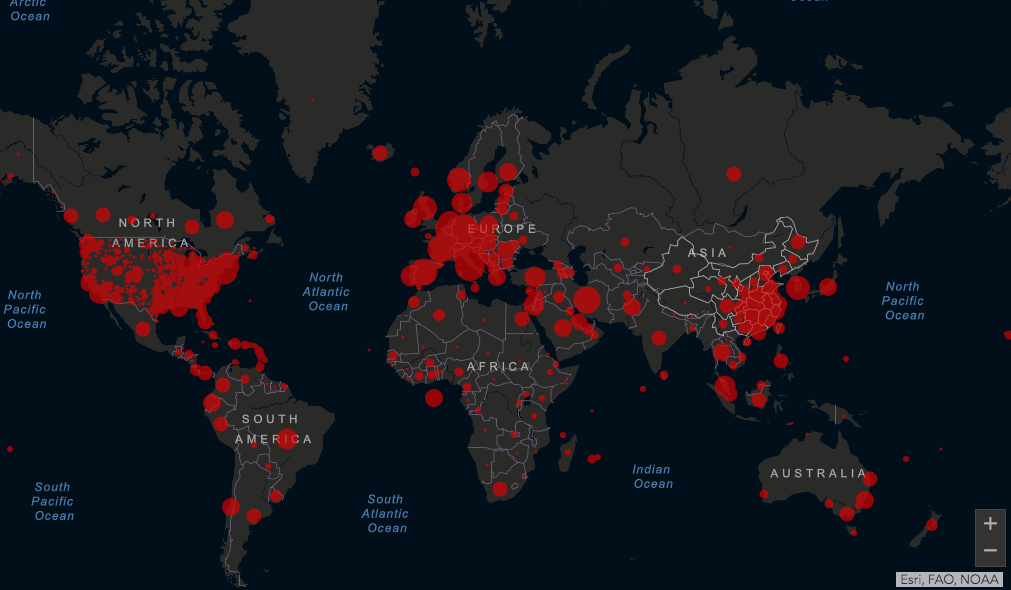 Arctic
Ocean
Ocean
NORTH
AMERICA
EUROPE
ASIA
North
Pacific
Ocean
North
Atlantic
Ocean
North
Pacific
Ocean
AFRICA
SOUTH
AMERICA
AUSTRALIA
South
Pacific
Ocean
South
Atlantic
Ocean
Indian
Ocean
+
−
Esri, FAO, NOAA